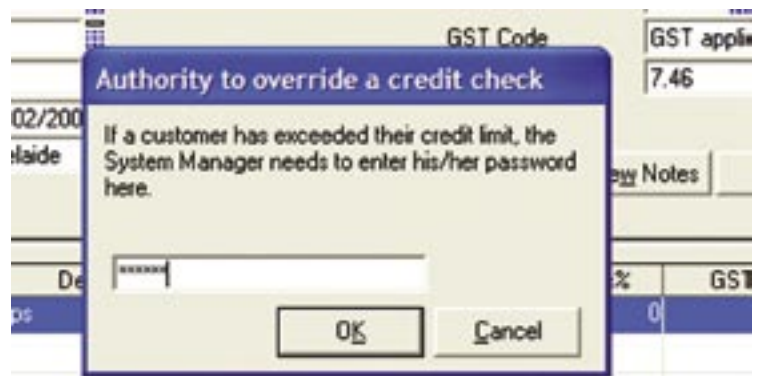 GST Code
GST applie
Authority to override a credit check
7.46
02/200
If a customer has exceeded their credit limit, the
System Manager needs to enter his/her password
here.
elaide
ew Notes
******
De
%
GST
ps
0
OK
Cancel